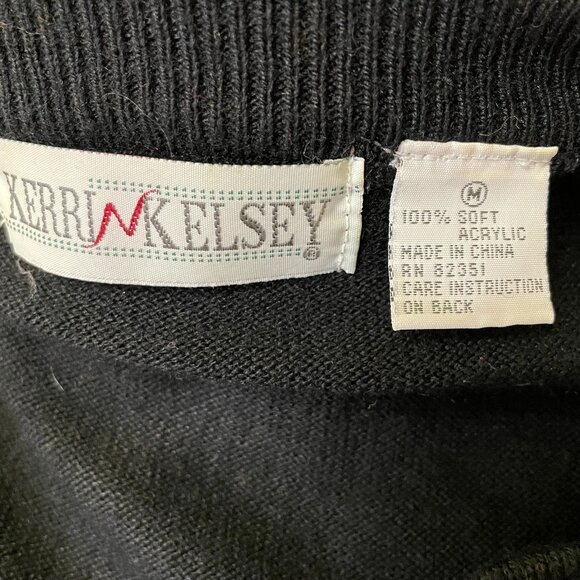 KERRI N KELSEY ®
M
100% SOFT
ACRYLIC
MADE IN CHINA
RN 82351
CARE INSTRUCTION
ON BACK